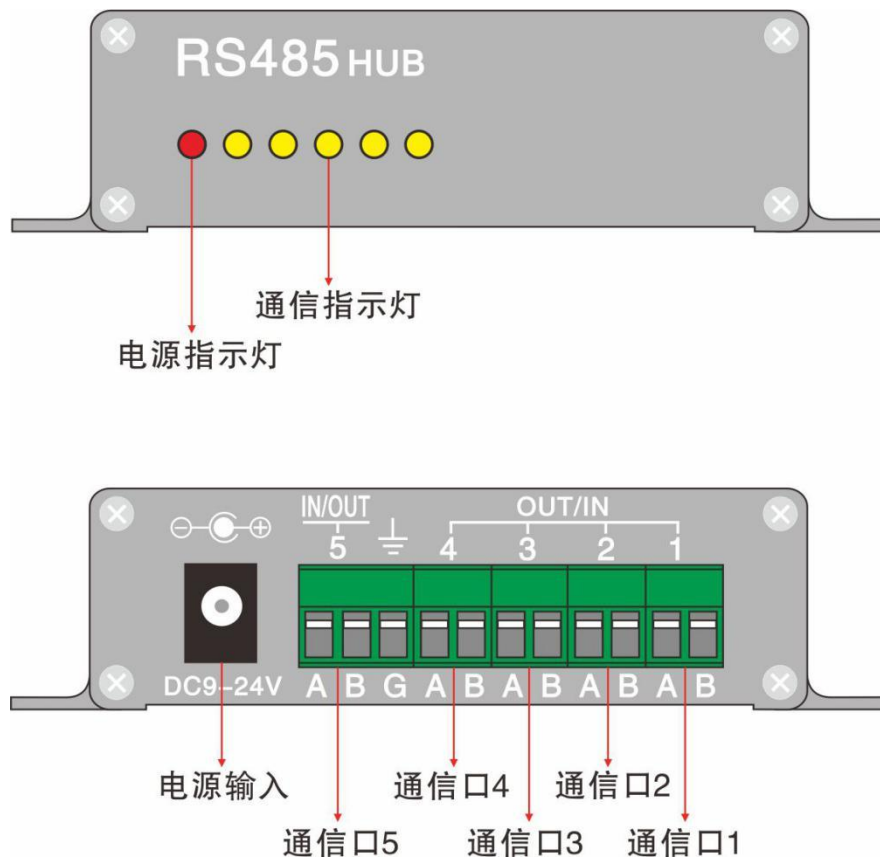 RS485 HUB
通信指示灯
电源指示灯
IN/OUT OUT/IN
5 4 3 2 1
DC9-24V A B G A B A B A B A B
电源输入 通信口4 通信口2
通信口5 通信口3 通信口1